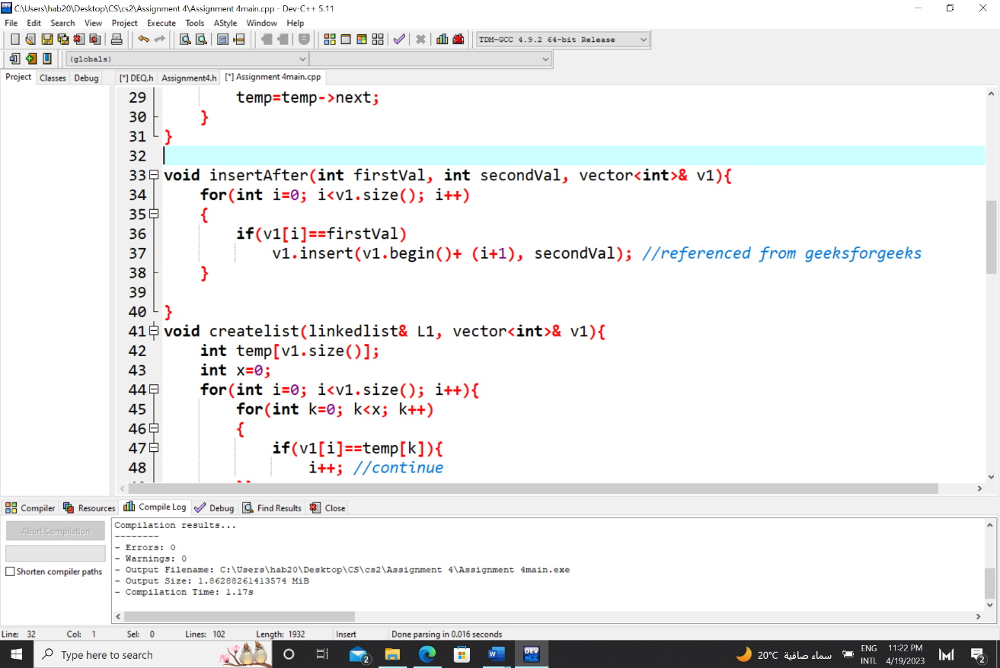 C:\Users\hab20\Desktop\CS\cs2\Assignment 4\Assignment 4main.cpp - Dev-C++ 5.11
File Edit Search View Project Execute Tools AStyle Window Help
TDM-GCC 4.9.2 64-bit Release
(globals)
Project Classes Debug [*] DEQ.h Assignment4.h [*] Assignment 4main.cpp
29 temp=temp->next;
30 }
31 }
32
33 void insertAfter(int firstVal, int secondVal, vector<int>& v1){
34 for(int i=0; i<v1.size(); i++)
35 {
36 if(v1[i]==firstVal)
37 v1.insert(v1.begin()+ (i+1), secondVal); //referenced from geeksforgeeks
38 }
39
40 }
41 void createlist(linkedlist& L1, vector<int>& v1){
42 int temp[v1.size()];
43 int x=0;
44 for(int i=0; i<v1.size(); i++){
45 for(int k=0; k<x; k++)
46 {
47 if(v1[i]==temp[k]){
48 i++; //continue
Compiler Resources Compile Log Debug Find Results Close
Abort Compilation
Shorten compiler paths
Compilation results...
--------
- Errors: 0
- Warnings: 0
- Output Filename: C:\Users\hab20\Desktop\CS\cs2\Assignment 4\Assignment 4main.exe
- Output Size: 1.86288261413574 MiB
- Compilation Time: 1.17s
Line: 32 Col: 1 Sel: 0 Lines: 102 Length: 1932 Insert Done parsing in 0.016 seconds
Type here to search
2
W
DEV
20°C سماء صافية
ENG
INTL
11:22 PM
4/19/2023
2